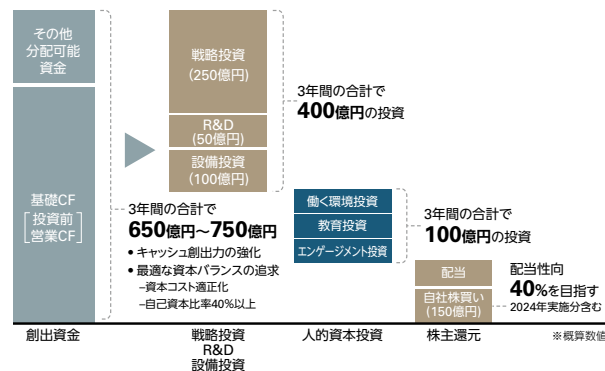 その他
分配可能
資金
基礎CF
[投資前
営業CF]
戦略投資
(250億円)
R&D
(50億円)
設備投資
(100億円)
3年間の合計で
400億円の投資
3年間の合計で
650億円～750億円
• キャッシュ創出力の強化
• 最適な資本バランスの追求
–資本コスト適正化
–自己資本比率40%以上
働く環境投資
教育投資
エンゲージメント投資
3年間の合計で
100億円の投資
配当
自社株買い
(150億円)
配当性向
40%を目指す
2024年実施分含む
創出資金
戦略投資
R&D
設備投資
人的資本投資
株主還元
※概算数値